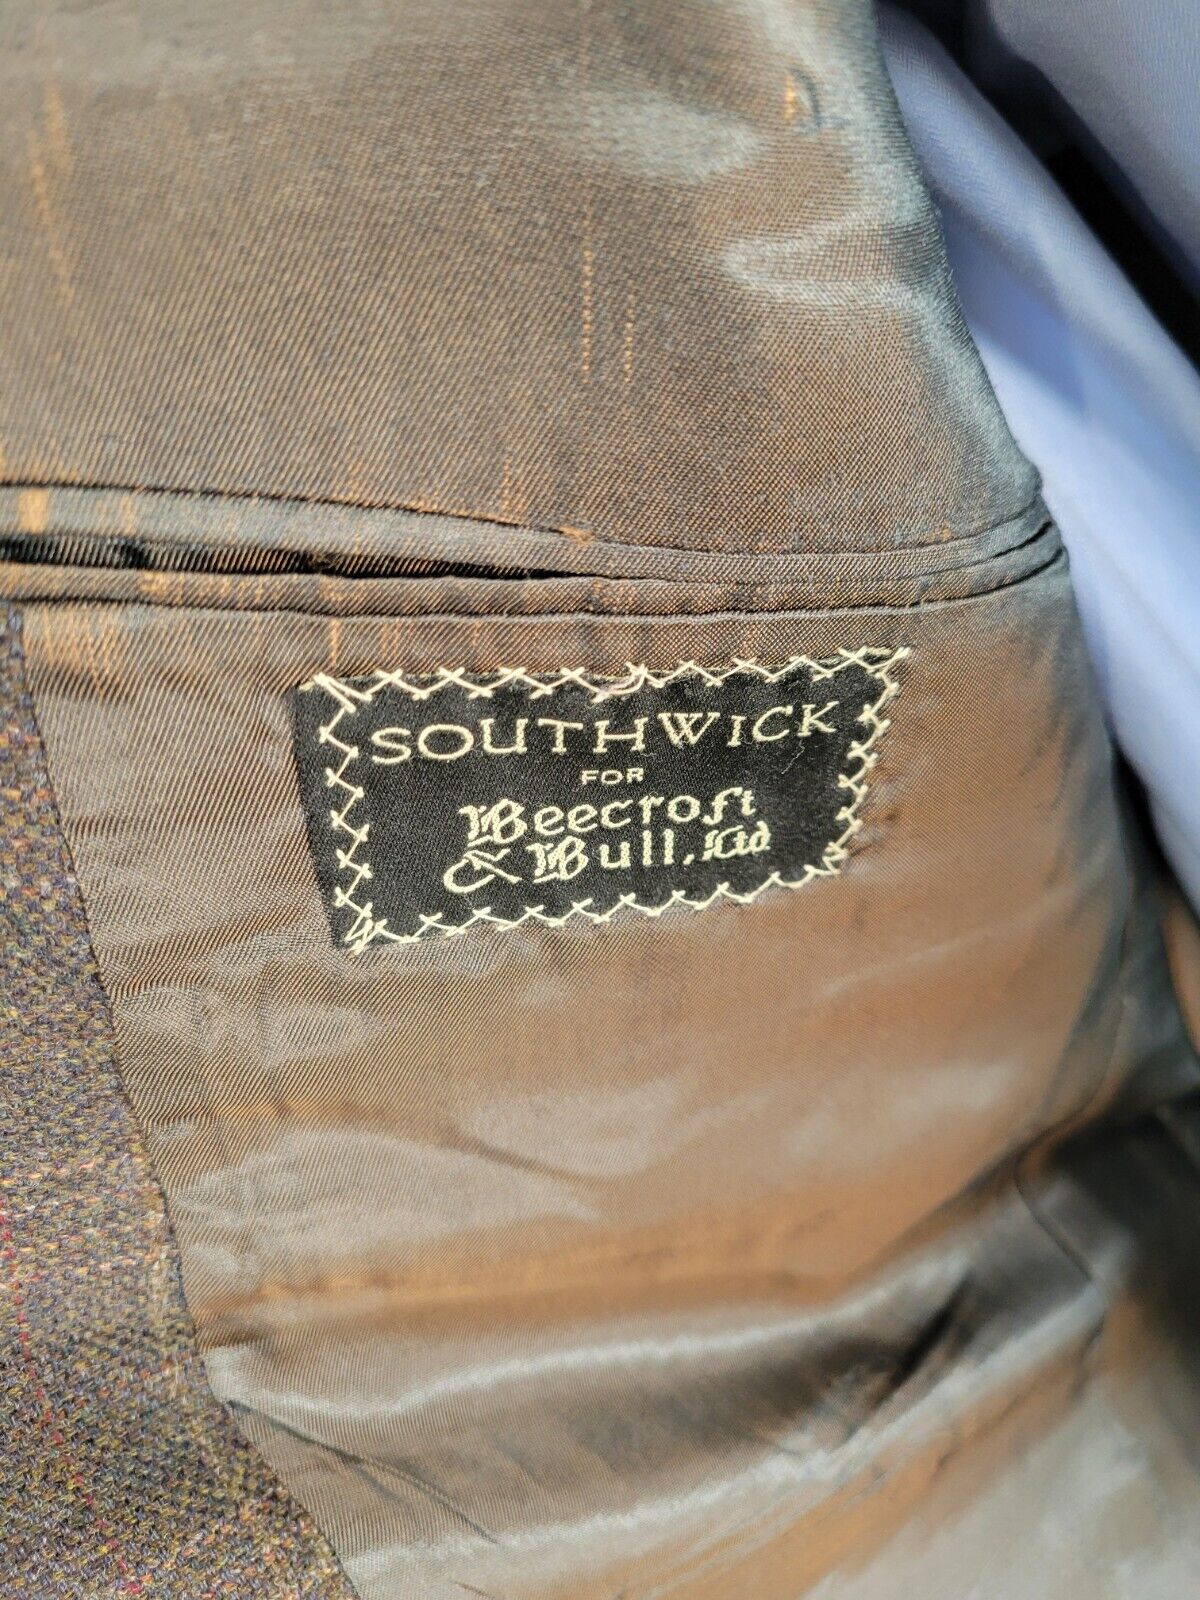 SOUTHWICK
FOR
Beecroft
& Bull, Ltd